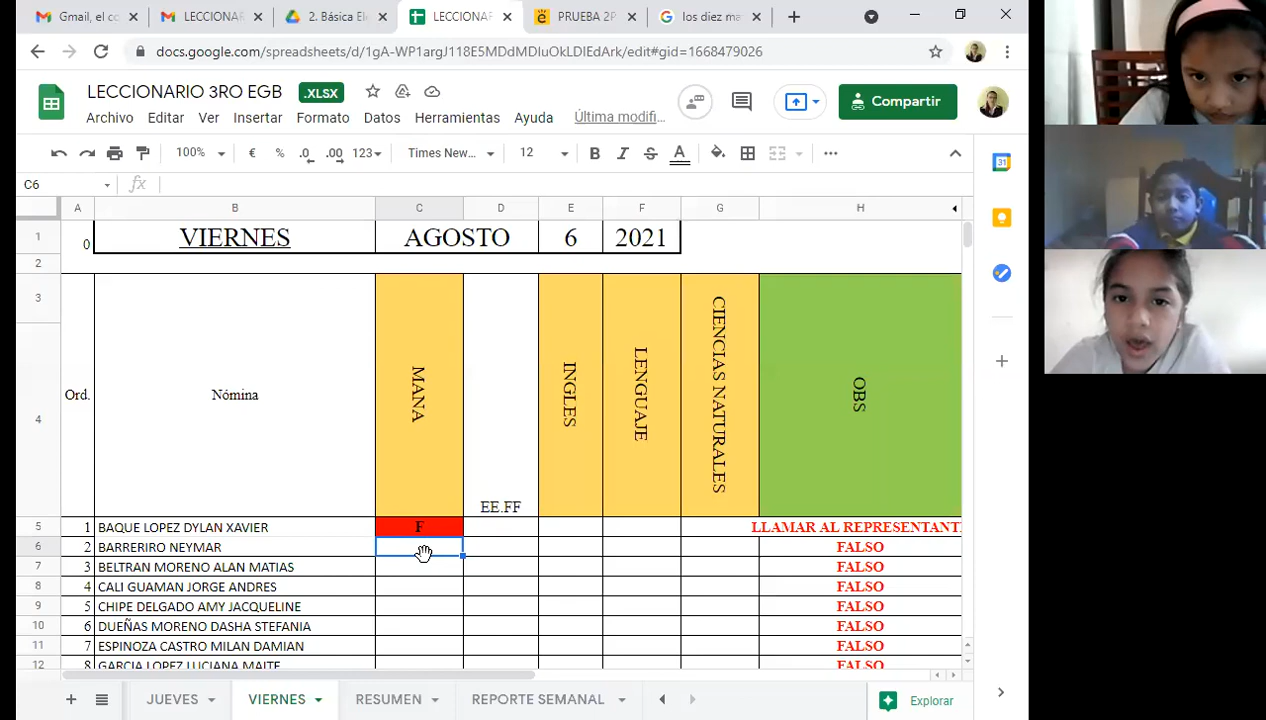 Gmail, el co
LECCIONAR
2. Básica Ele
LECCIONAR
PRUEBA 2P
los diez ma
docs.google.com/spreadsheets/d/1gA-WP1argJ118E5MDdMDIuOkLDIEdArk/edit#gid=1668479026
LECCIONARIO 3RO EGB .XLSX
Archivo Editar Ver Insertar Formato Datos Herramientas Ayuda Última modifi...
Compartir
100% € % .0 .00 123 Times New... 12 B I S A
C6 fx
A B C D E F G H
1 0 VIERNES AGOSTO 6 2021
2
3
4 Ord. Nómina MANA EE.FF INGLES LENGUAJE CIENCIAS NATURALES OBS
5 1 BAQUE LOPEZ DYLAN XAVIER F LLAMAR AL REPRESENTANT
6 2 BARRERIRO NEYMAR FALSO
7 3 BELTRAN MORENO ALAN MATIAS FALSO
8 4 CALI GUAMAN JORGE ANDRES FALSO
9 5 CHIPE DELGADO AMY JACQUELINE FALSO
10 6 DUEÑAS MORENO DASHA STEFANIA FALSO
11 7 ESPINOZA CASTRO MILAN DAMIAN FALSO
12 8 GARCIA LOPEZ LUCIANA MAITE FALSO
JUEVES VIERNES RESUMEN REPORTE SEMANAL Explorar
31